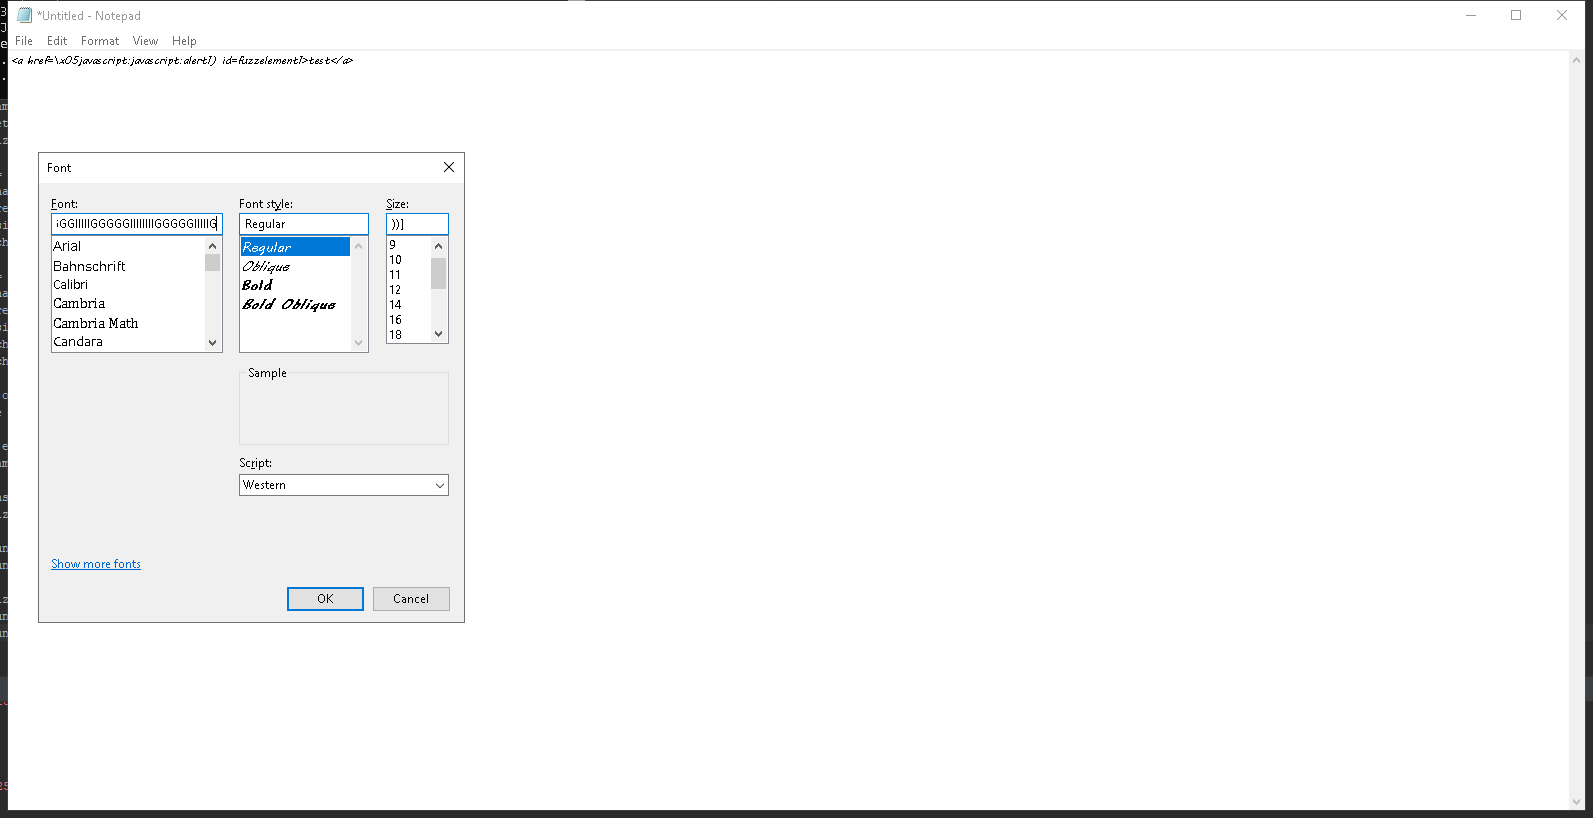 *Untitled - Notepad
File Edit Format View Help
<a href=\x05javascript:javascript:alert1) id=fuzzelement1>test</a>
Font
Font: Font style: Size:
Regular ))]
Arial
Bahnschrift
Calibri
Cambria
Cambria Math
Candara
Regular
Oblique
Bold
Bold Oblique
9
10
11
12
14
16
18
Sample
Script:
Western
Show more fonts
OK Cancel